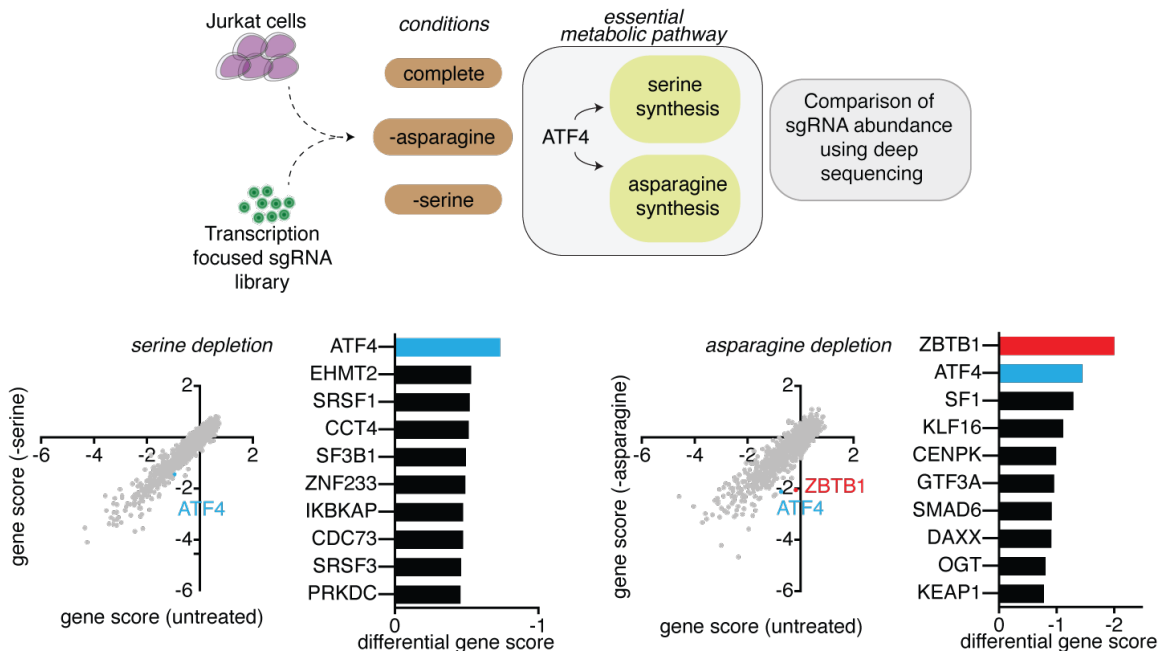 Jurkat cells
conditions
essential
metabolic pathway
complete
-asparagine
-serine
ATF4
serine
synthesis
asparagine
synthesis
Comparison of
sgRNA abundance
using deep
sequencing
Transcription
focused sgRNA
library
serine depletion
gene score (-serine)
2
-6
-4
-2
2
-2
-4
-6
ATF4
gene score (untreated)
ATF4
EHMT2
SRSF1
CCT4
SF3B1
ZNF233
IKBKAP
CDC73
SRSF3
PRKDC
0
-1
differential gene score
asparagine depletion
gene score (-asparagine)
2
-6
-4
-2
2
-2
-4
-6
ZBTB1
ATF4
gene score (untreated)
ZBTB1
ATF4
SF1
KLF16
CENPK
GTF3A
SMAD6
DAXX
OGT
KEAP1
0
-1
-2
differential gene score